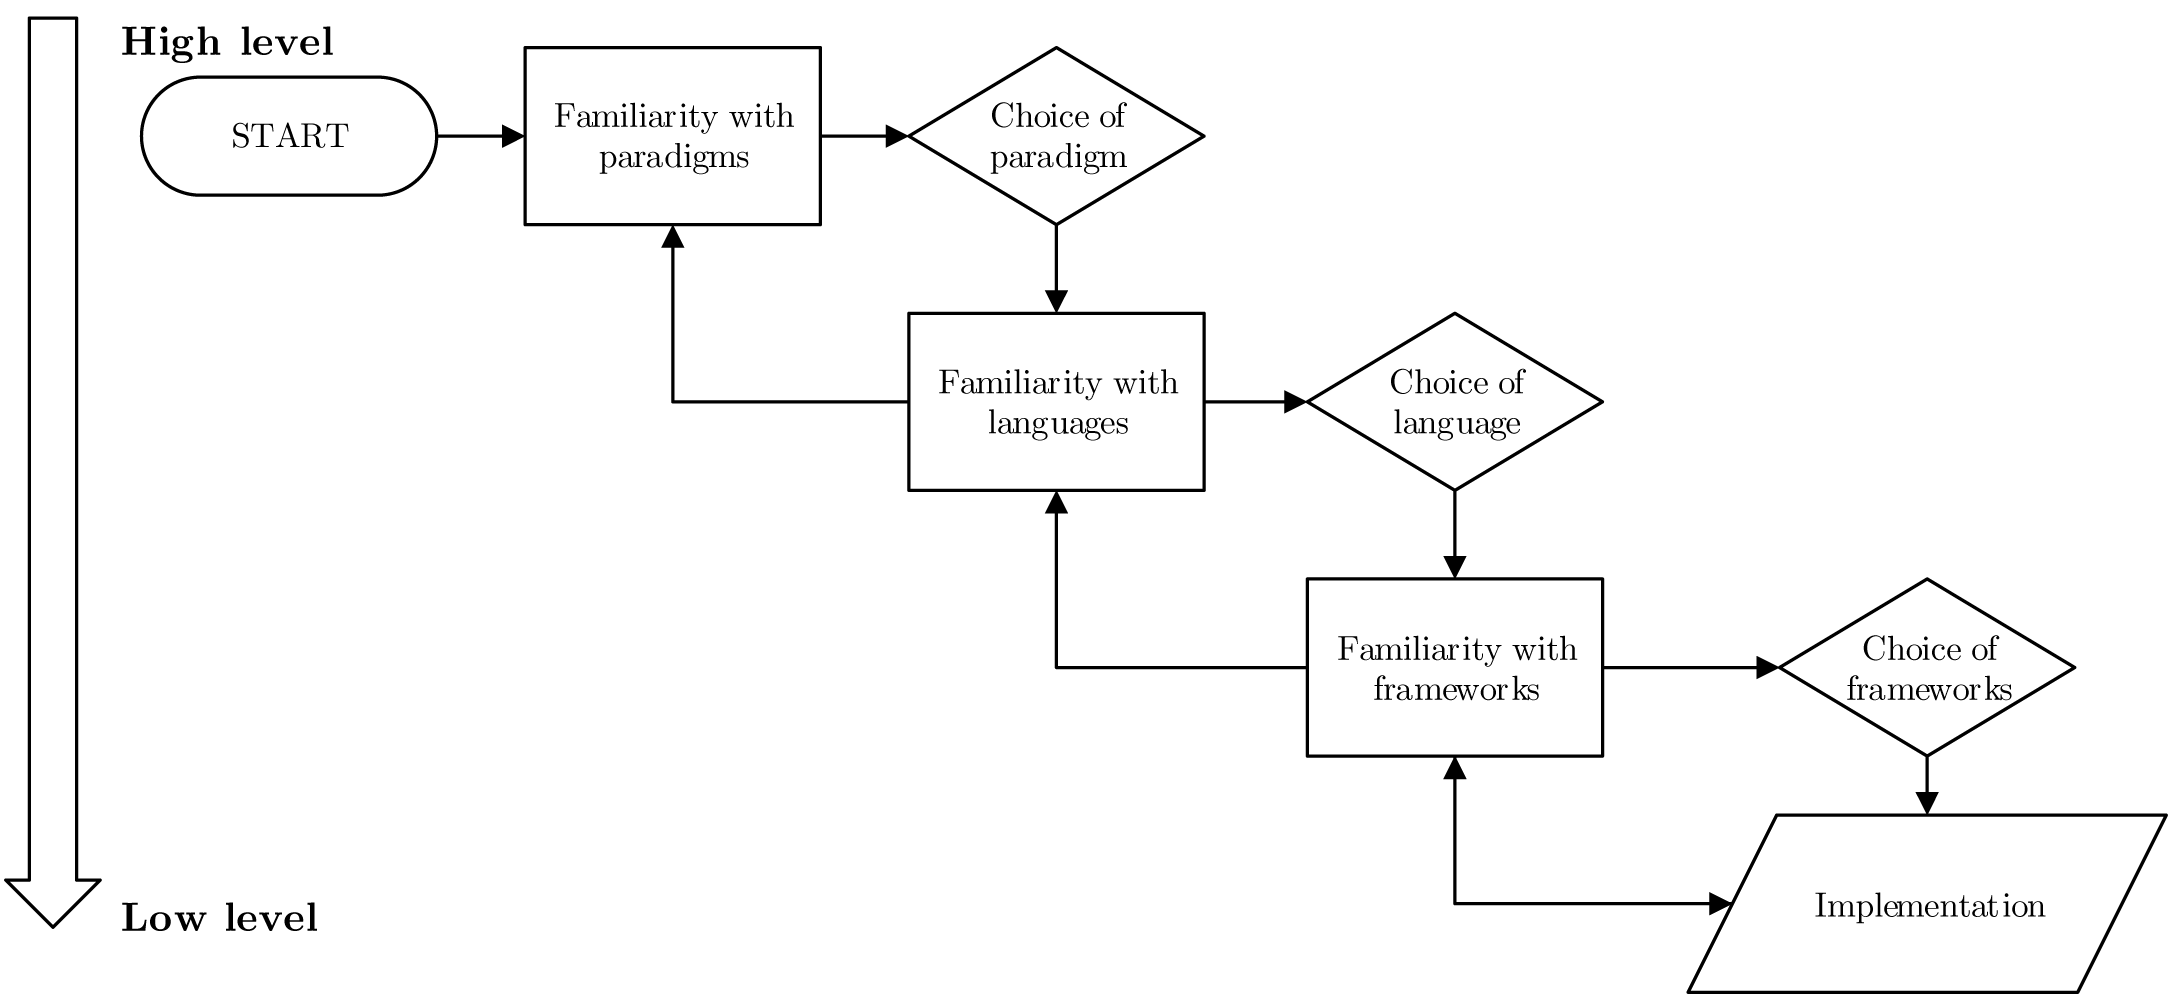 High level
START
Familiarity with
paradigms
Choice of
paradigm
Familiarity with
languages
Choice of
language
Familiarity with
frameworks
Choice of
frameworks
Implementation
Low level